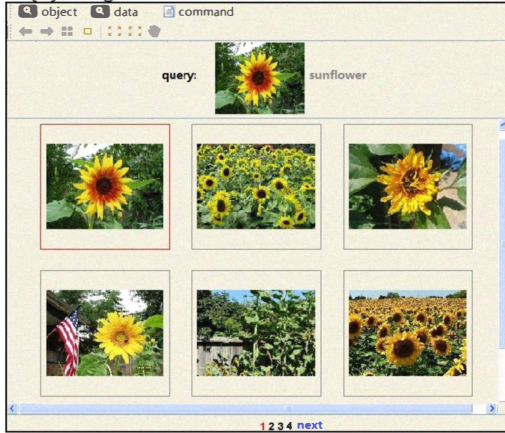 object data command
query: sunflower
1 2 3 4 next